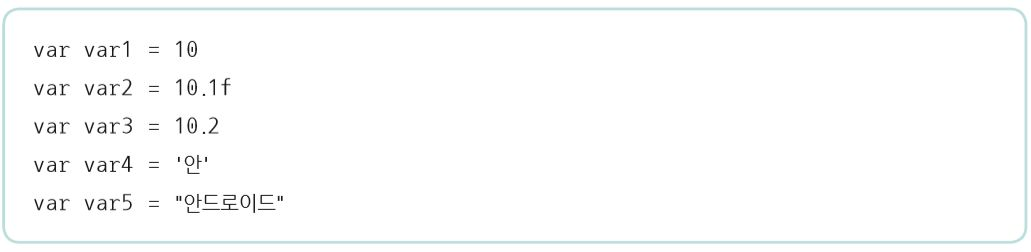 var var1 = 10
var var2 = 10.1f
var var3 = 10.2
var var4 = '안'
var var5 = "안드로이드"